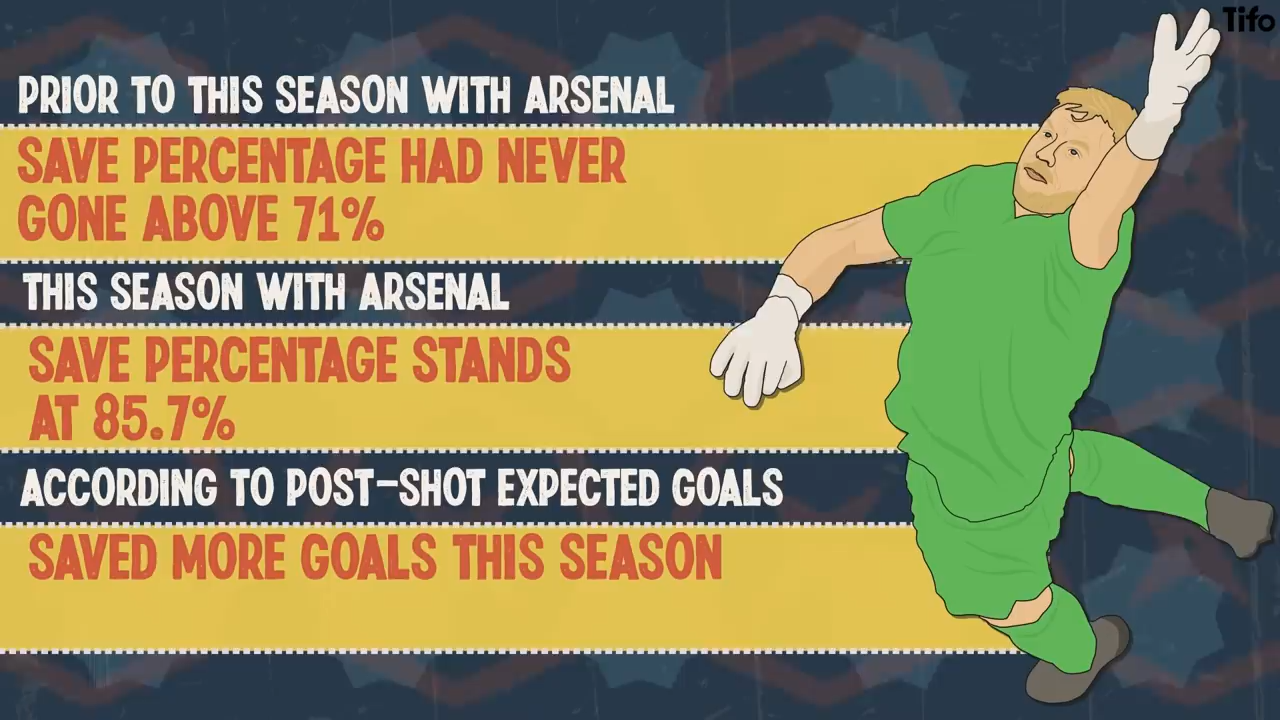 Tifo
PRIOR TO THIS SEASON WITH ARSENAL
SAVE PERCENTAGE HAD NEVER
GONE ABOVE 71%
THIS SEASON WITH ARSENAL
SAVE PERCENTAGE STANDS
AT 85.7%
ACCORDING TO POST-SHOT EXPECTED GOALS
SAVED MORE GOALS THIS SEASON